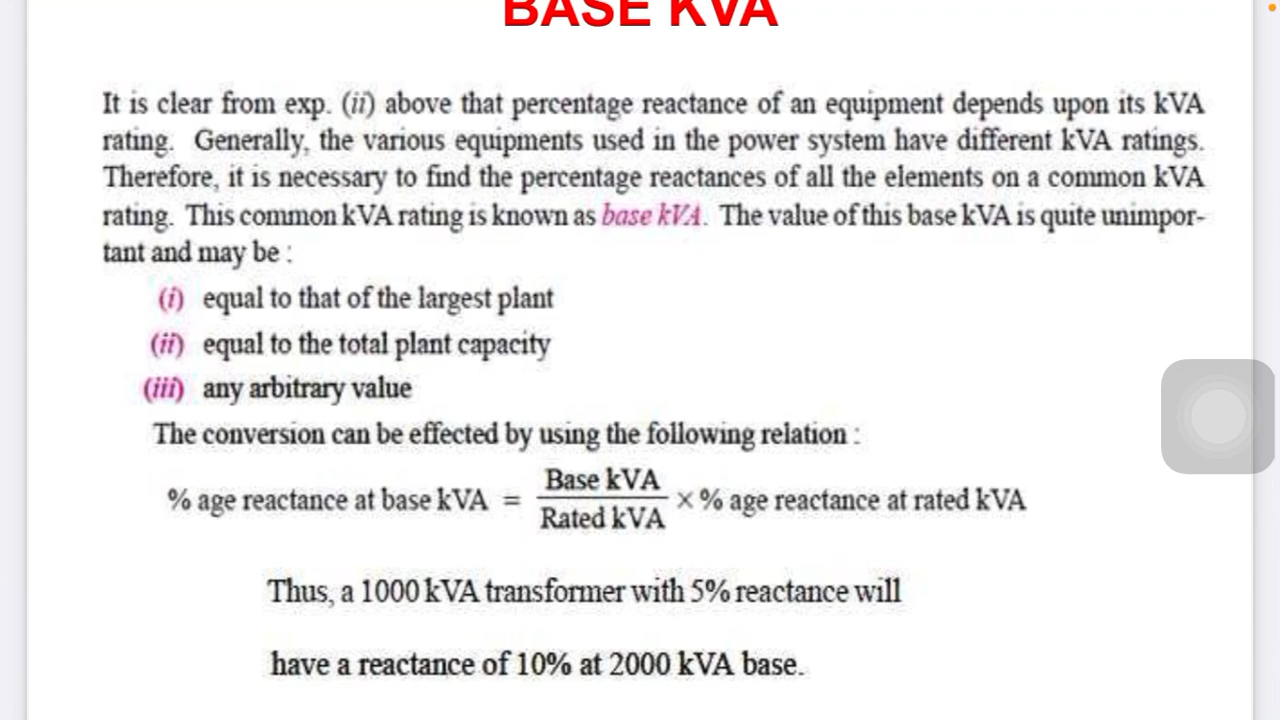 BASE KVA
It is clear from exp. (ii) above that percentage reactance of an equipment depends upon its kVA
rating. Generally, the various equipments used in the power system have different kVA ratings.
Therefore, it is necessary to find the percentage reactances of all the elements on a common kVA
rating. This common kVA rating is known as base kVA. The value of this base kVA is quite unimpor-
tant and may be :
(i) equal to that of the largest plant
(ii) equal to the total plant capacity
(iii) any arbitrary value
The conversion can be effected by using the following relation :
% age reactance at base kVA = Base kVA / Rated kVA × % age reactance at rated kVA
Thus, a 1000 kVA transformer with 5% reactance will
have a reactance of 10% at 2000 kVA base.